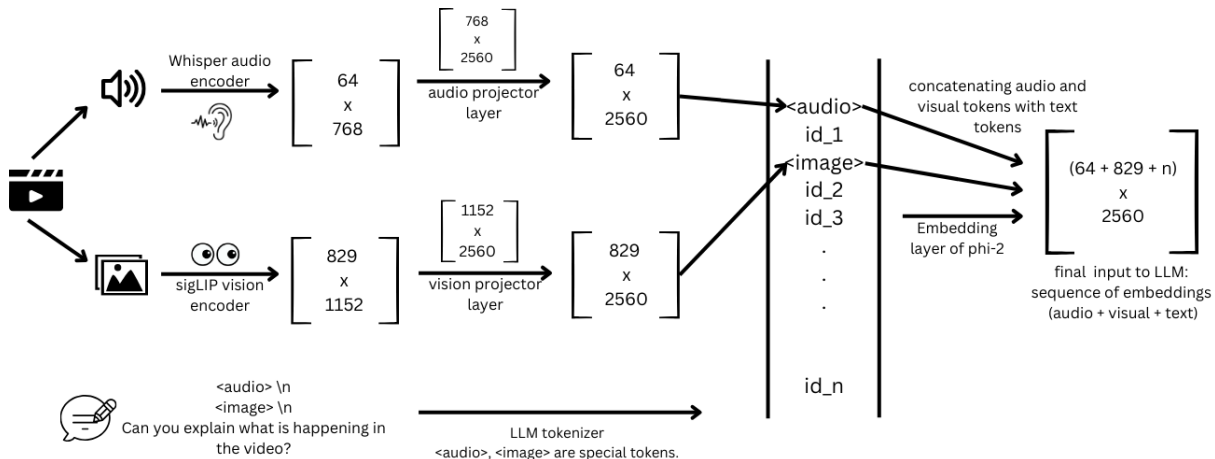 Whisper audio
encoder
64
x
768
768
x
2560
audio projector
layer
64
x
2560
sigLIP vision
encoder
829
x
1152
1152
x
2560
vision projector
layer
829
x
2560
<audio> \n
<image> \n
Can you explain what is happening in
the video?
LLM tokenizer
<audio>, <image> are special tokens.
<audio>
id_1
<image>
id_2
id_3
.
.
.
id_n
concatenating audio and
visual tokens with text
tokens
Embedding
layer of phi-2
(64 + 829 + n)
x
2560
final input to LLM:
sequence of embeddings
(audio + visual + text)